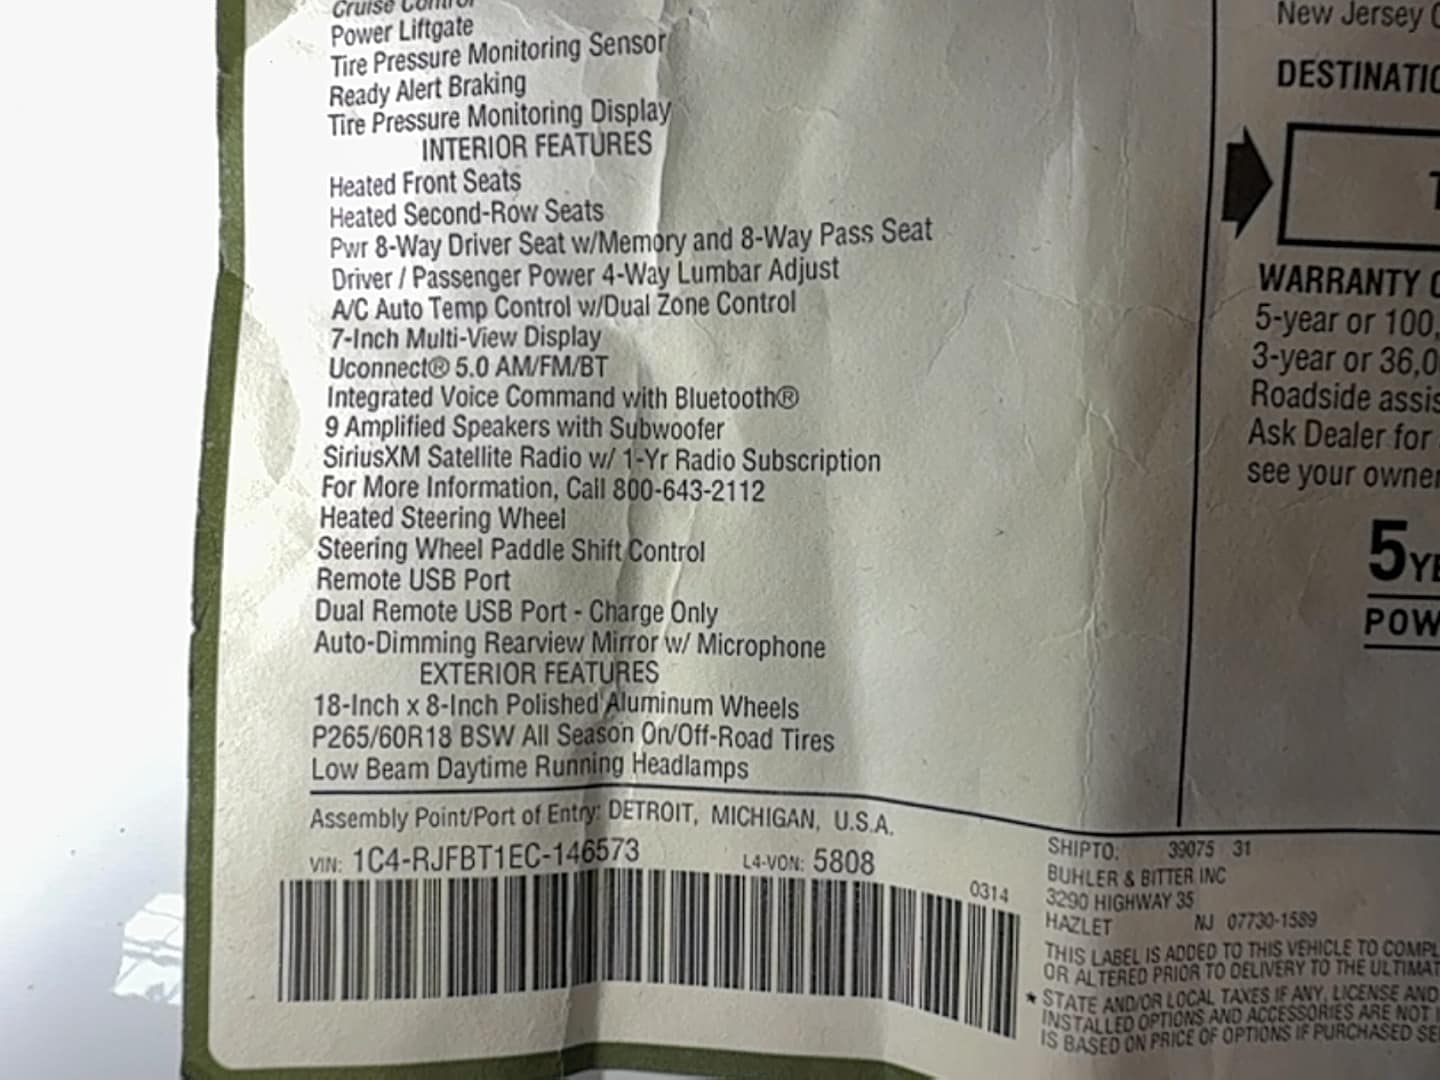 Cruise Control
Power Liftgate
Tire Pressure Monitoring Sensor
Ready Alert Braking
Tire Pressure Monitoring Display
INTERIOR FEATURES
Heated Front Seats
Heated Second-Row Seats
Pwr 8-Way Driver Seat w/Memory and 8-Way Pass Seat
Driver / Passenger Power 4-Way Lumbar Adjust
A/C Auto Temp Control w/Dual Zone Control
7-Inch Multi-View Display
Uconnect® 5.0 AM/FM/BT
Integrated Voice Command with Bluetooth®
9 Amplified Speakers with Subwoofer
SiriusXM Satellite Radio w/ 1-Yr Radio Subscription
For More Information, Call 800-643-2112
Heated Steering Wheel
Steering Wheel Paddle Shift Control
Remote USB Port
Dual Remote USB Port - Charge Only
Auto-Dimming Rearview Mirror w/ Microphone
EXTERIOR FEATURES
18-Inch x 8-Inch Polished Aluminum Wheels
P265/60R18 BSW All Season On/Off-Road Tires
Low Beam Daytime Running Headlamps
Assembly Point/Port of Entry: DETROIT, MICHIGAN, U.S.A.
VIN: 1C4-RJFBT1EC-146573 L4-VON: 5808
0314
New Jersey
DESTINATIO
WARRANTY C
5-year or 100,
3-year or 36,0
Roadside assis
Ask Dealer for
see your owner
5 YE
POW
SHIPTO: 39075 31
BUHLER & BITTER INC
3290 HIGHWAY 35
HAZLET NJ 07730-1589
THIS LABEL IS ADDED TO THIS VEHICLE TO COMPL
OR ALTERED PRIOR TO DELIVERY TO THE ULTIMAT
* STATE AND/OR LOCAL TAXES IF ANY, LICENSE AND
INSTALLED OPTIONS AND ACCESSORIES ARE NOT I
IS BASED ON PRICE OF OPTIONS IF PURCHASED SE